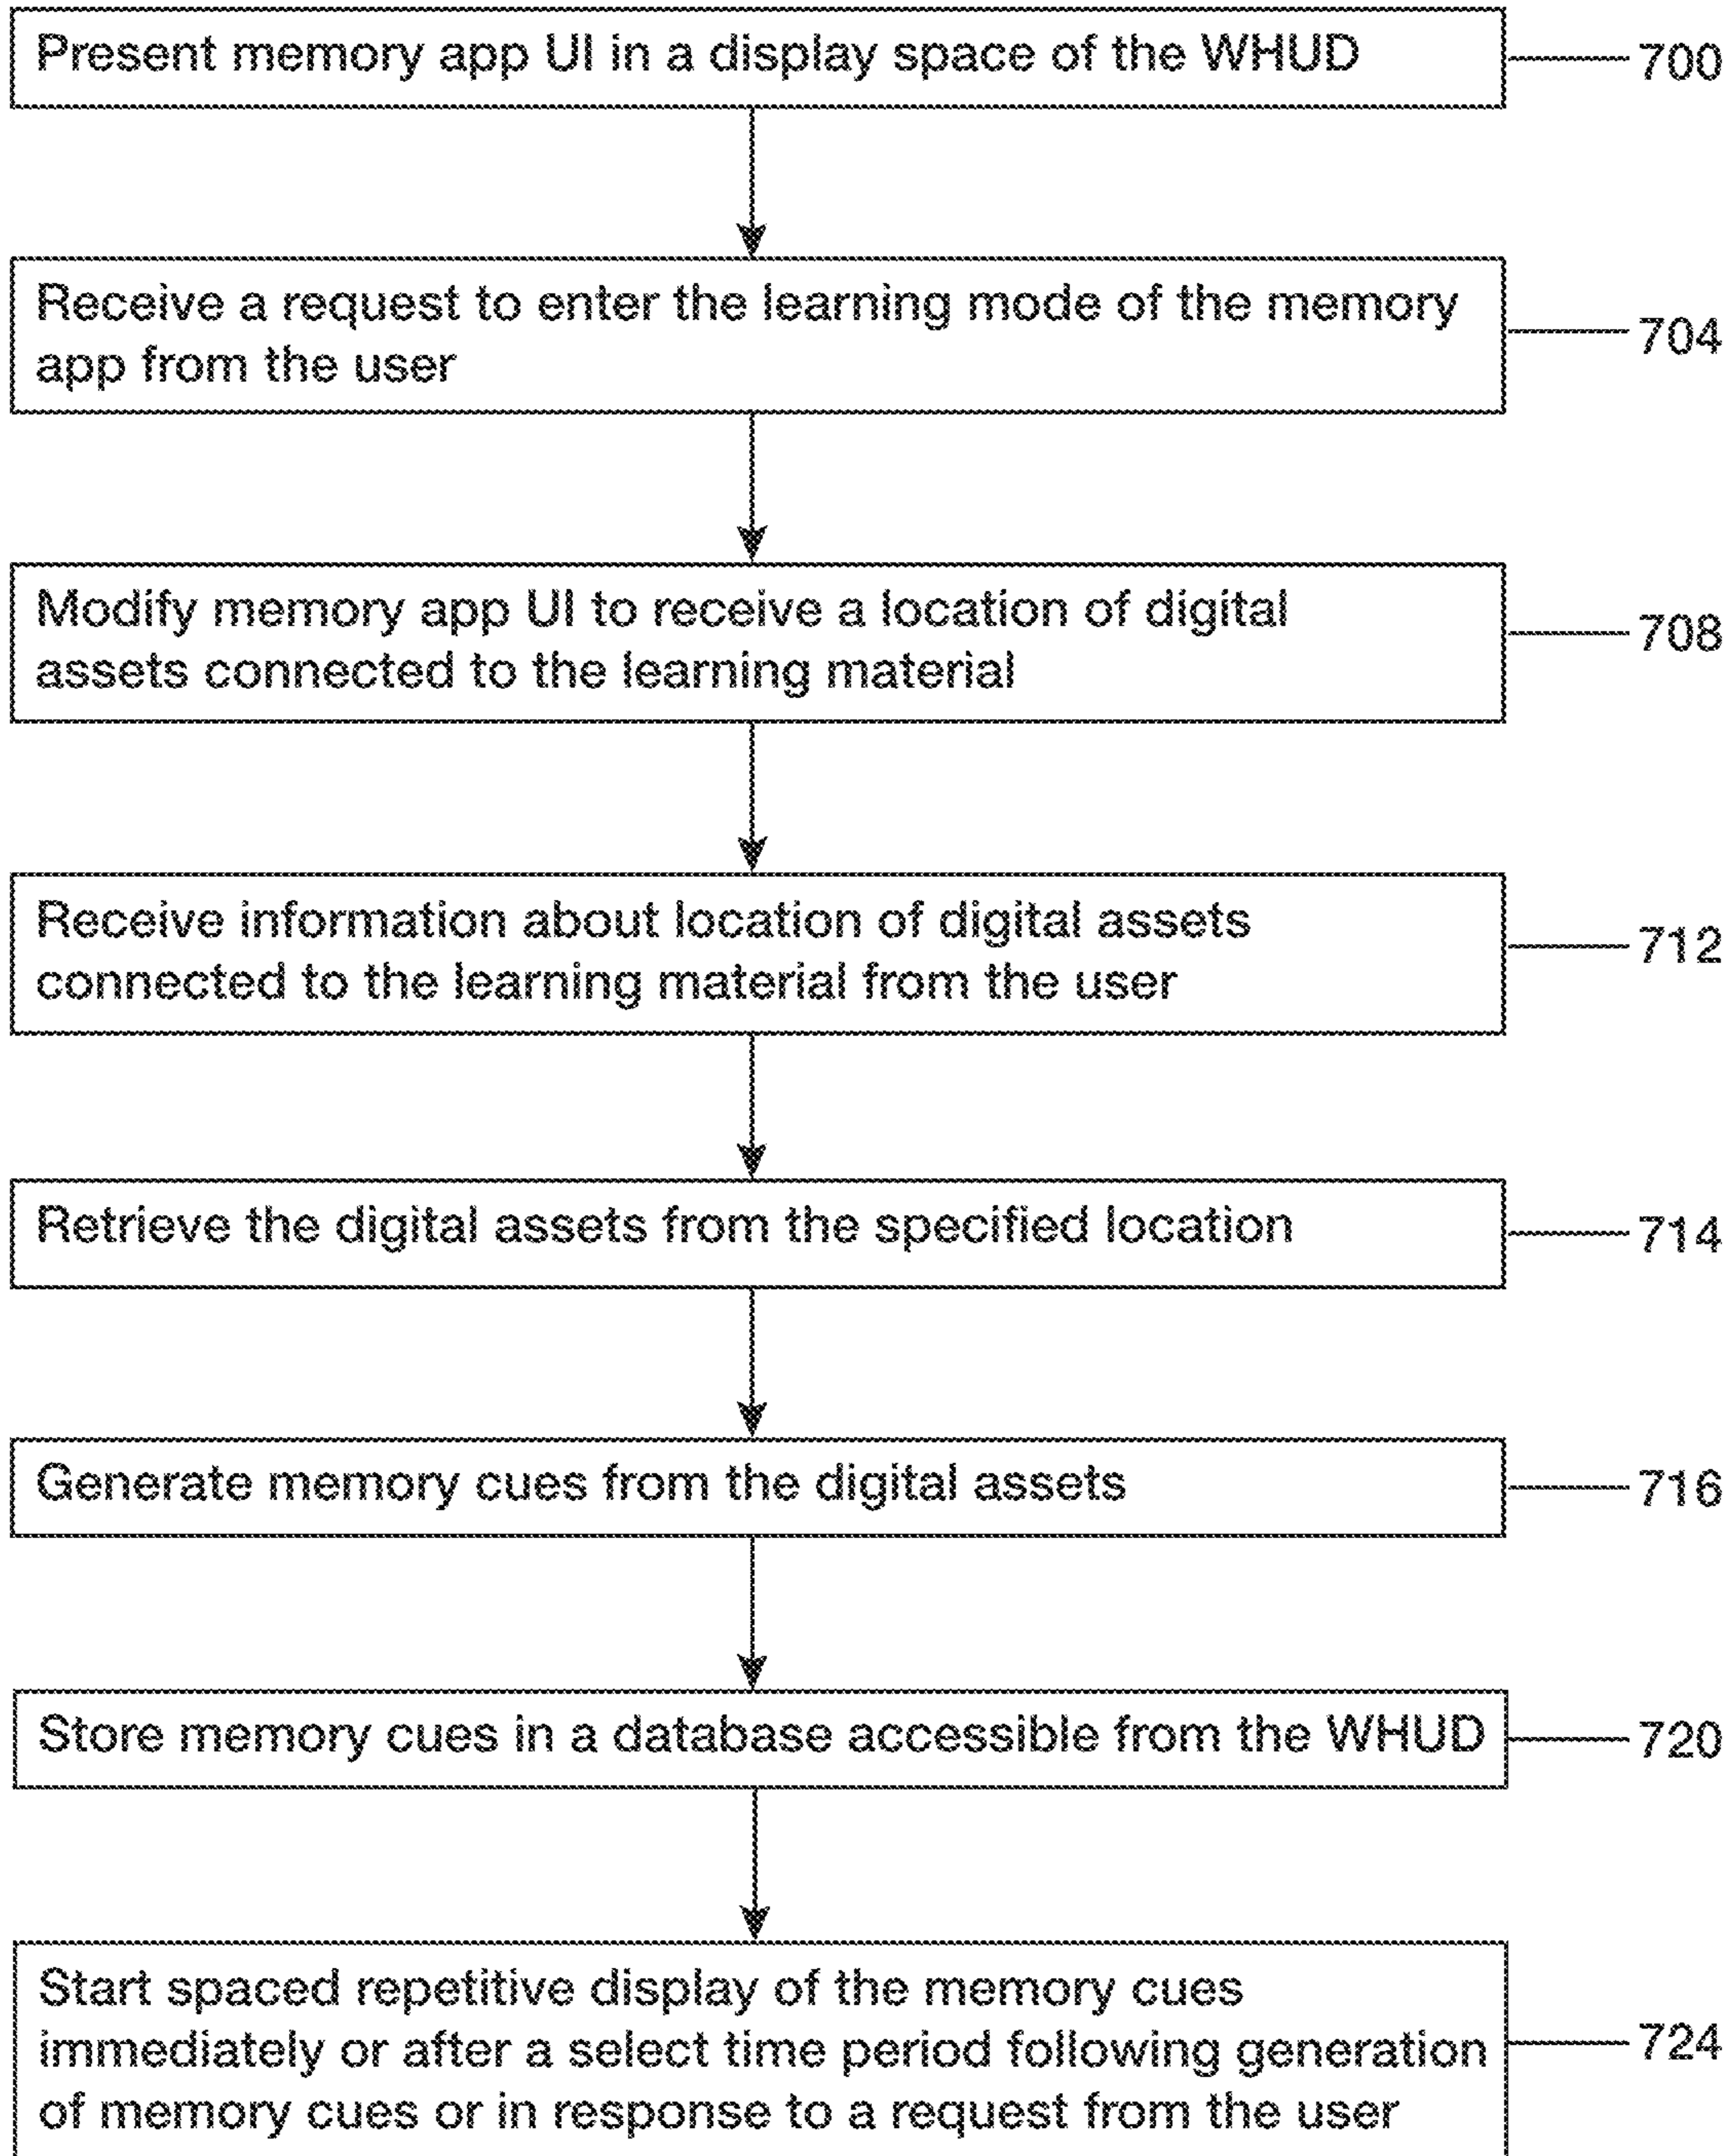 Present memory app UI in a display space of the WHUD
700
Receive a request to enter the learning mode of the memory
app from the user
704
Modify memory app UI to receive a location of digital
assets connected to the learning material
708
Receive information about location of digital assets
connected to the learning material from the user
712
Retrieve the digital assets from the specified location
714
Generate memory cues from the digital assets
716
Store memory cues in a database accessible from the WHUD
720
Start spaced repetitive display of the memory cues
immediately or after a select time period following generation
of memory cues or in response to a request from the user
724